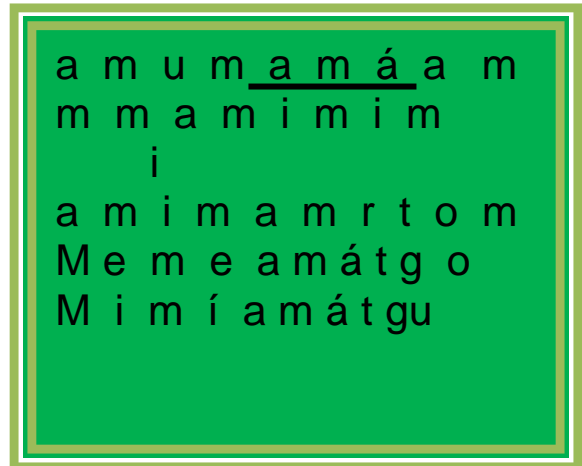 a m u m a m á a m
m m a m i m i m
i
a m i m a m r t o m
M e m e a m á t g o
M i m í a m á t gu